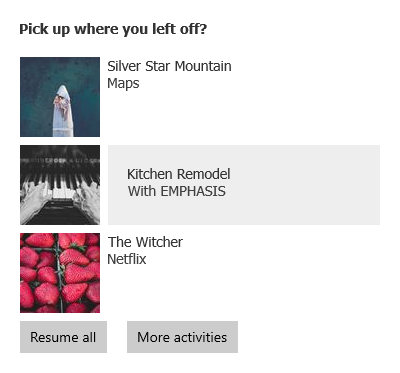 Pick up where you left off?
Silver Star Mountain
Maps
Kitchen Remodel
With EMPHASIS
The Witcher
Netflix
Resume all
More activities